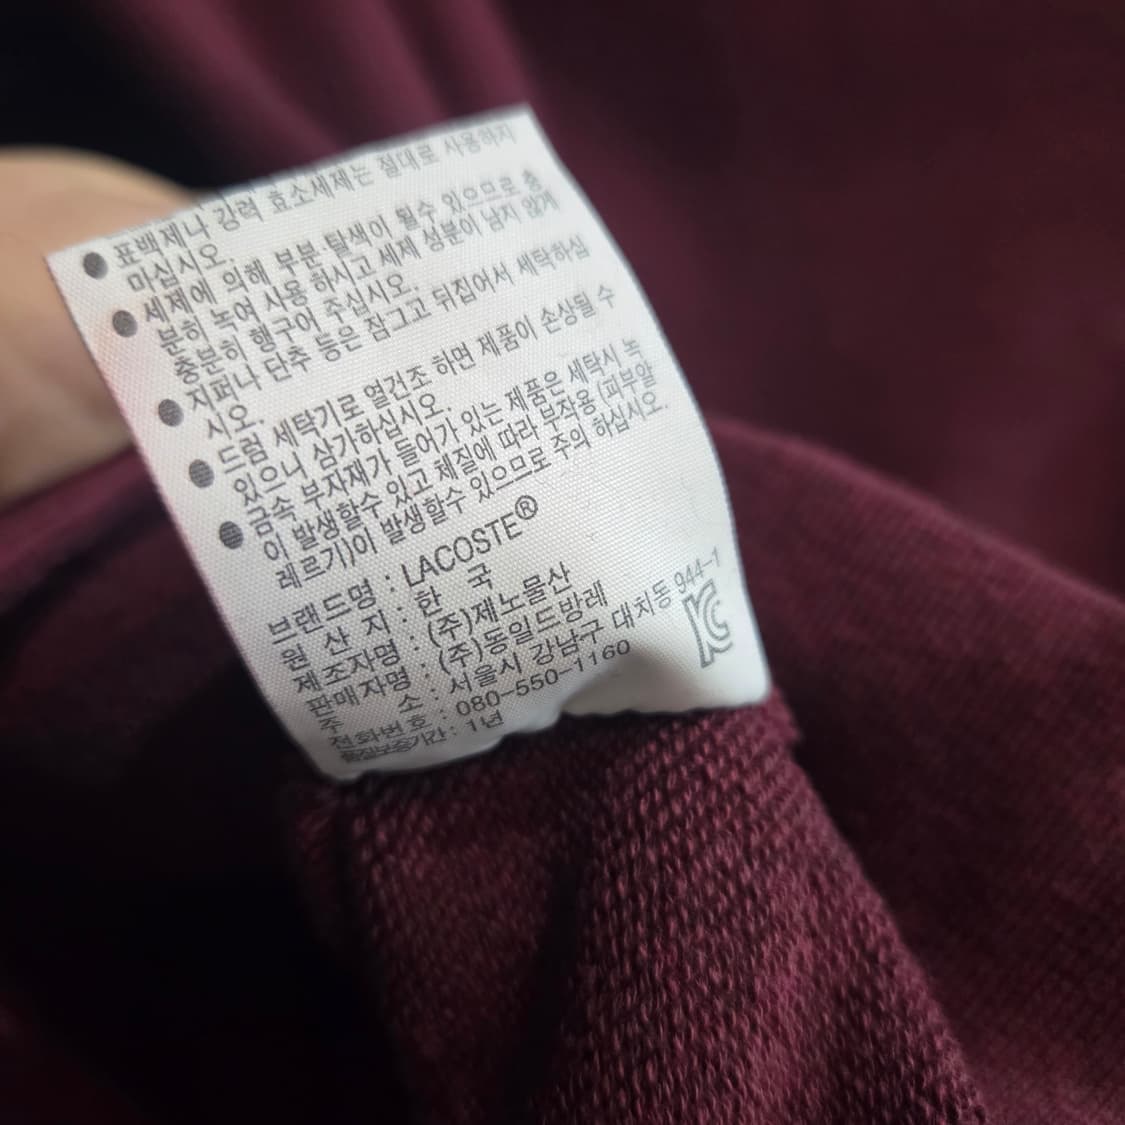 표백제나 강력 효소세제는 절대로 사용하지
마십시오.
세제에 의해 부분 탈색이 될수 있으므로 충
분히 녹여 사용 하시고 세제 성분이 남지 않게
충분히 헹구어 주십시오.
지퍼나 단추 등은 잠그고 뒤집어서 세탁하십
시오.
드럼 세탁기로 열건조 하면 제품이 손상될 수
있으니 삼가하십시오.
금속 부자재가 들어가 있는 제품은 세탁시 녹
이 발생할수 있고 체질에 따라 부작용 (피부알
레르기)이 발생할수 있으므로 주의 하십시오.
브랜드명 : LACOSTE®
원 산 지 : 한 국
제조자명 : (주)제노물산
판매자명 : (주)동일드방레
주 소 : 서울시 강남구 대치동 944-1
전화번호 : 080-550-1160
품질보증기간 : 1년